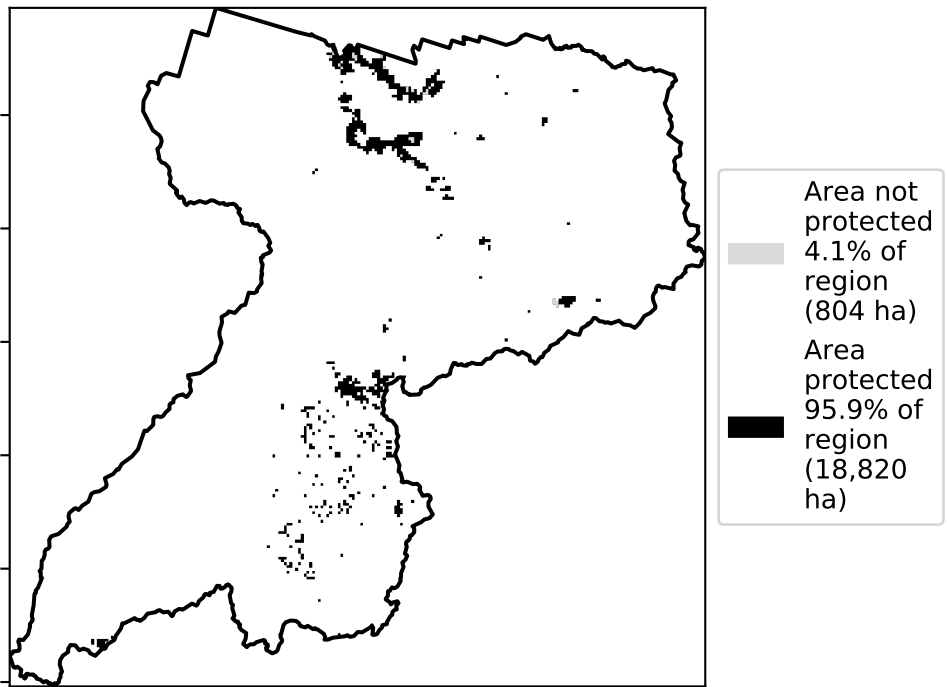 Area not
protected
4.1% of
region
(804 ha)
Area
protected
95.9% of
region
(18,820
ha)